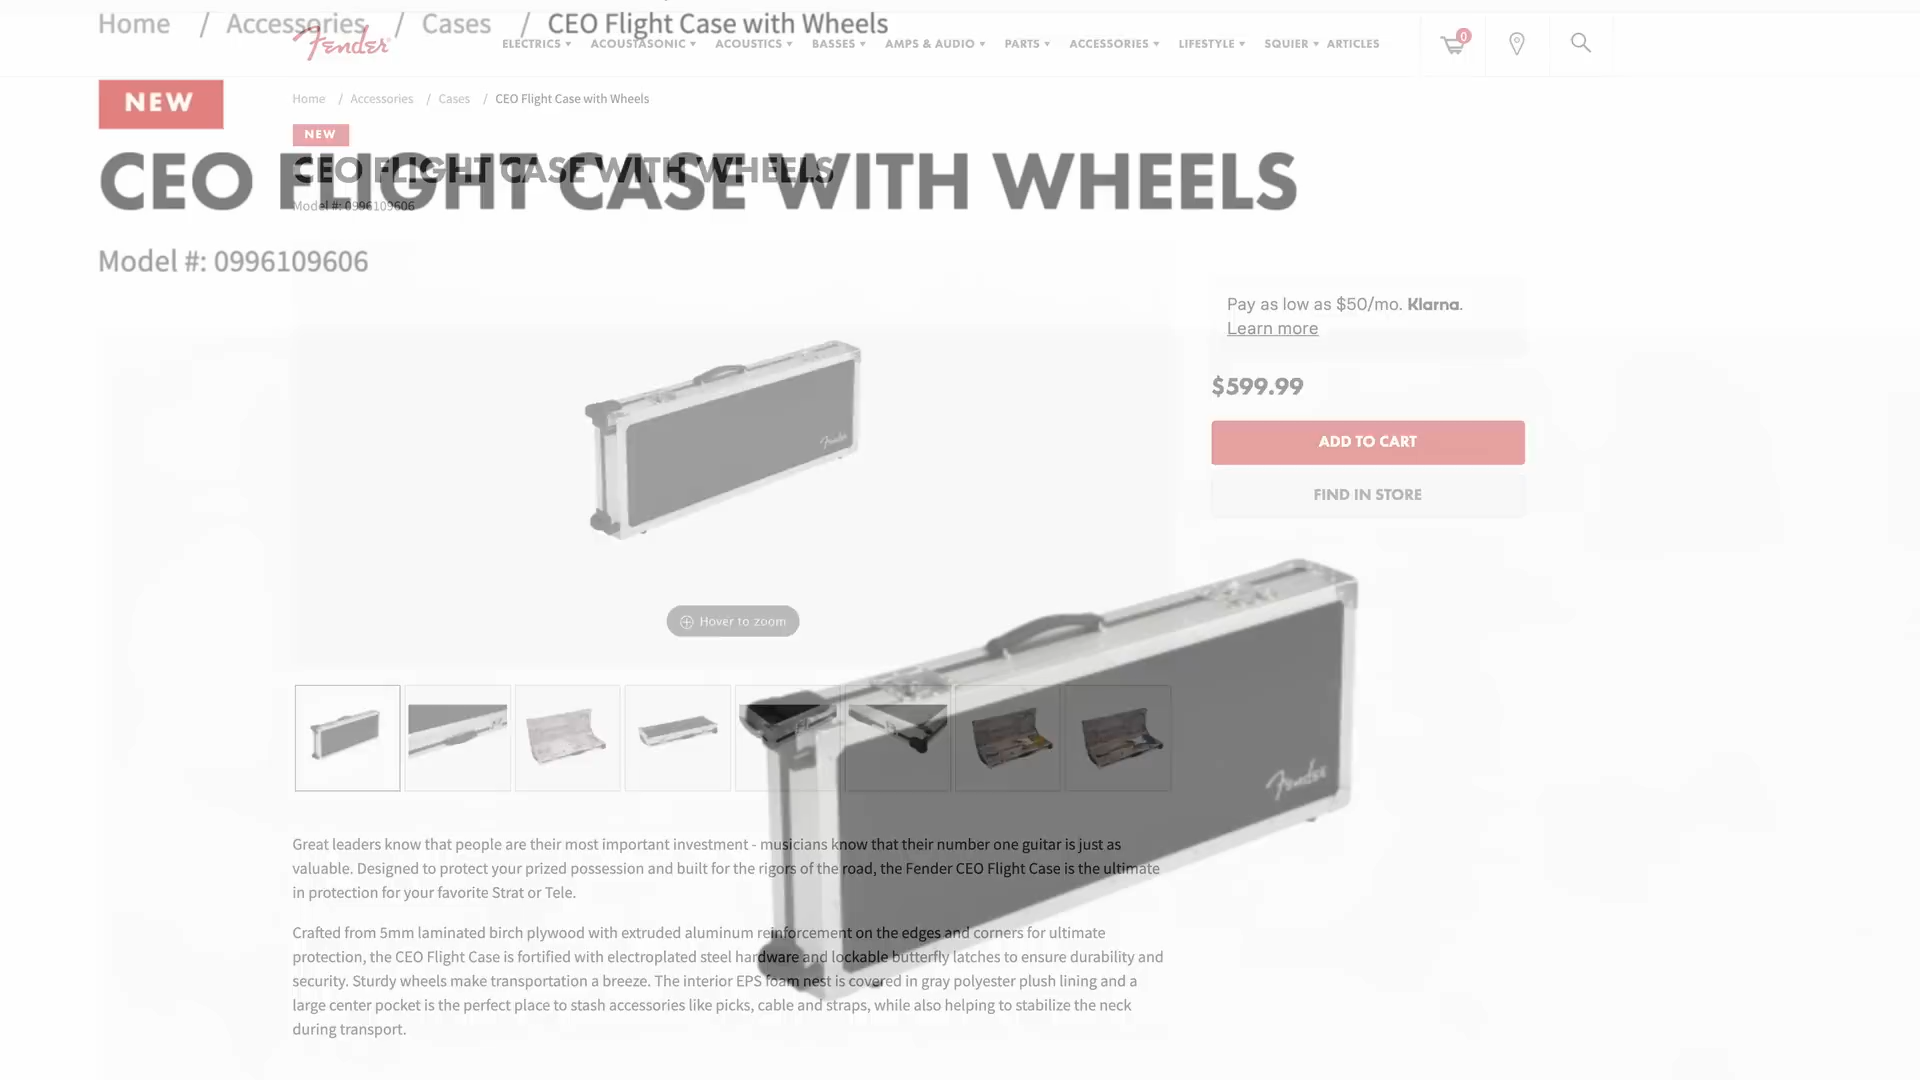 Home / Accessories / Cases / CEO Flight Case with Wheels
Fender
ELECTRICS ACOUSTASONIC ACOUSTICS BASSES AMPS & AUDIO PARTS ACCESSORIES LIFESTYLE SQUIER ARTICLES
0
Home / Accessories / Cases / CEO Flight Case with Wheels
NEW
NEW
CEO FLIGHT CASE WITH WHEELS
CEO FLIGHT CASE WITH WHEELS
Model #: 0996109606
Model #: 0996109606
Pay as low as $50/mo. Klarna.
Learn more
$599.99
ADD TO CART
Fender
FIND IN STORE
Hover to zoom
Fender
Great leaders know that people are their most important investment - musicians know that their number one guitar is just as
valuable. Designed to protect your prized possession and built for the rigors of the road, the Fender CEO Flight Case is the ultimate
in protection for your favorite Strat or Tele.
Crafted from 5mm laminated birch plywood with extruded aluminum reinforcement on the edges and corners for ultimate
protection, the CEO Flight Case is fortified with electroplated steel hardware and lockable butterfly latches to ensure durability and
security. Sturdy wheels make transportation a breeze. The interior EPS foam nest is covered in gray polyester plush lining and a
large center pocket is the perfect place to stash accessories like picks, cable and straps, while also helping to stabilize the neck
during transport.